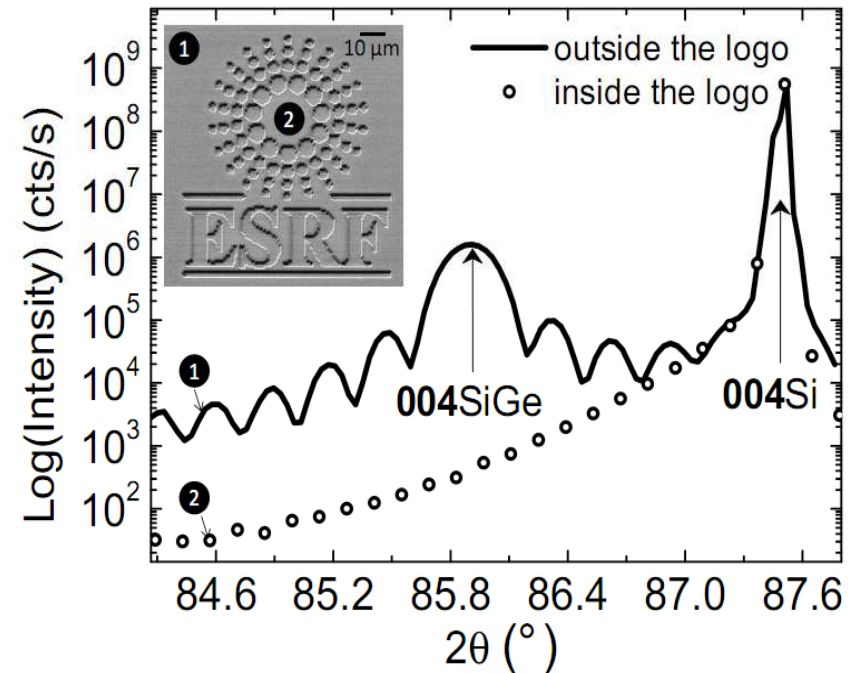 1
10 μm
2
ESRF
outside the logo
inside the logo
10⁹
10⁸
10⁷
10⁶
10⁵
10⁴
10³
10²
Log(Intensity) (cts/s)
1
2
004SiGe
004Si
84.6 85.2 85.8 86.4 87.0 87.6
2θ (°)